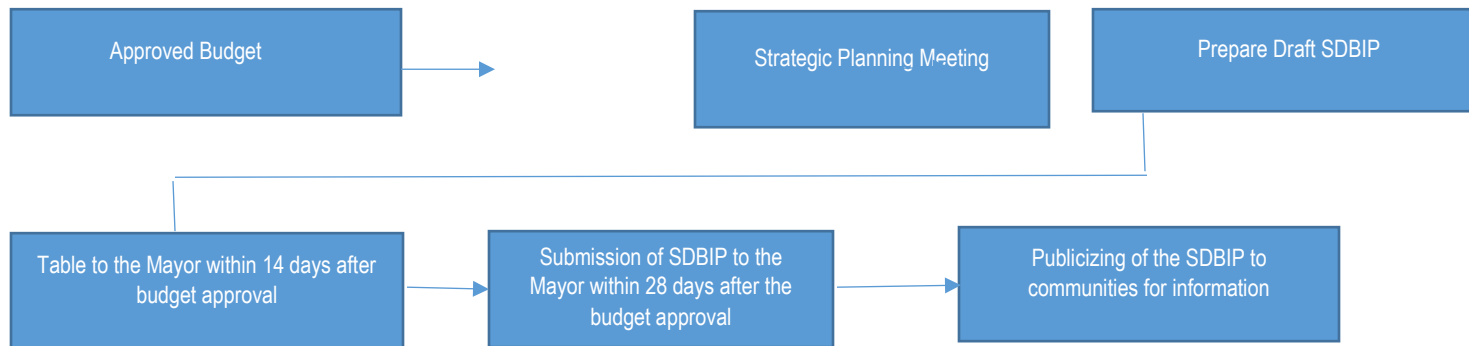 Approved Budget
Strategic Planning Meeting
Prepare Draft SDBIP
Table to the Mayor within 14 days after
budget approval
Submission of SDBIP to the
Mayor within 28 days after the
budget approval
Publicizing of the SDBIP to
communities for information